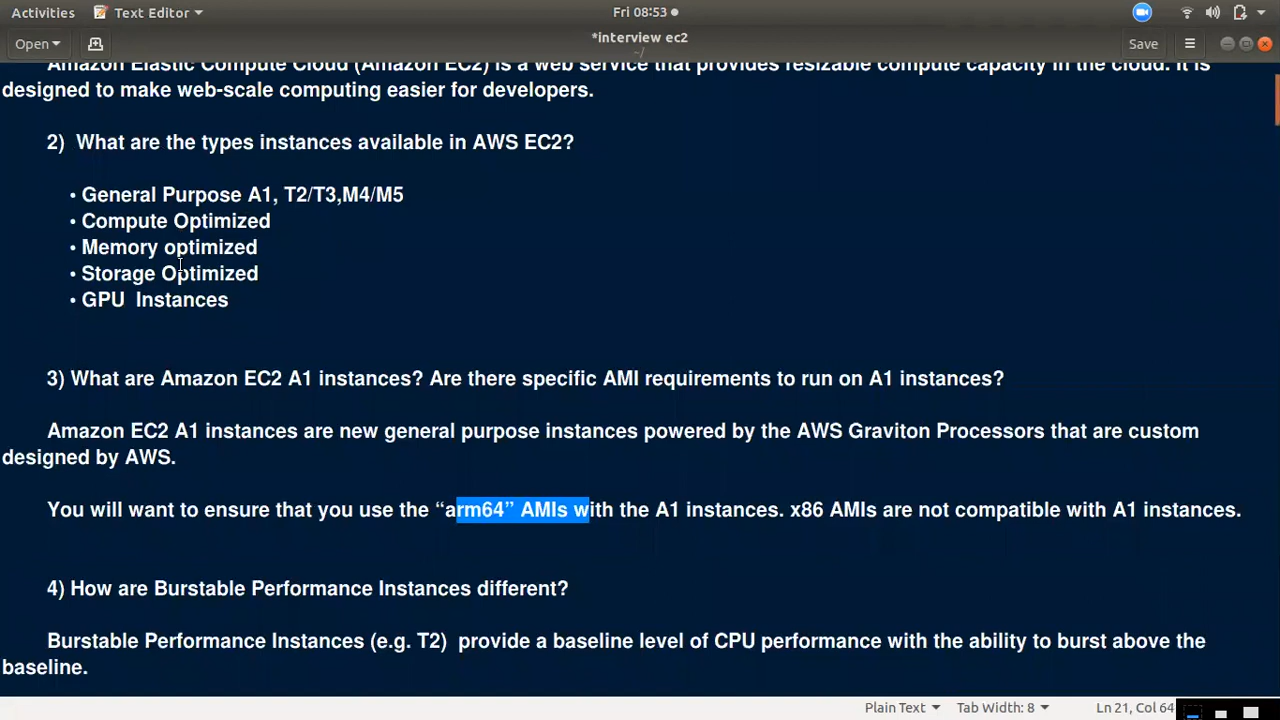 Activities
Text Editor
Fri 08:53
Open
*interview ec2
~/
Save
Amazon Elastic Compute Cloud (Amazon EC2) is a web service that provides resizable compute capacity in the cloud. It is
designed to make web-scale computing easier for developers.
2)  What are the types instances available in AWS EC2?
• General Purpose A1, T2/T3,M4/M5
• Compute Optimized
• Memory optimized
• Storage Optimized
• GPU  Instances
3) What are Amazon EC2 A1 instances? Are there specific AMI requirements to run on A1 instances?
Amazon EC2 A1 instances are new general purpose instances powered by the AWS Graviton Processors that are custom
designed by AWS.
You will want to ensure that you use the “arm64” AMIs with the A1 instances. x86 AMIs are not compatible with A1 instances.
4) How are Burstable Performance Instances different?
Burstable Performance Instances (e.g. T2)  provide a baseline level of CPU performance with the ability to burst above the
baseline.
Plain Text
Tab Width: 8
Ln 21, Col 64